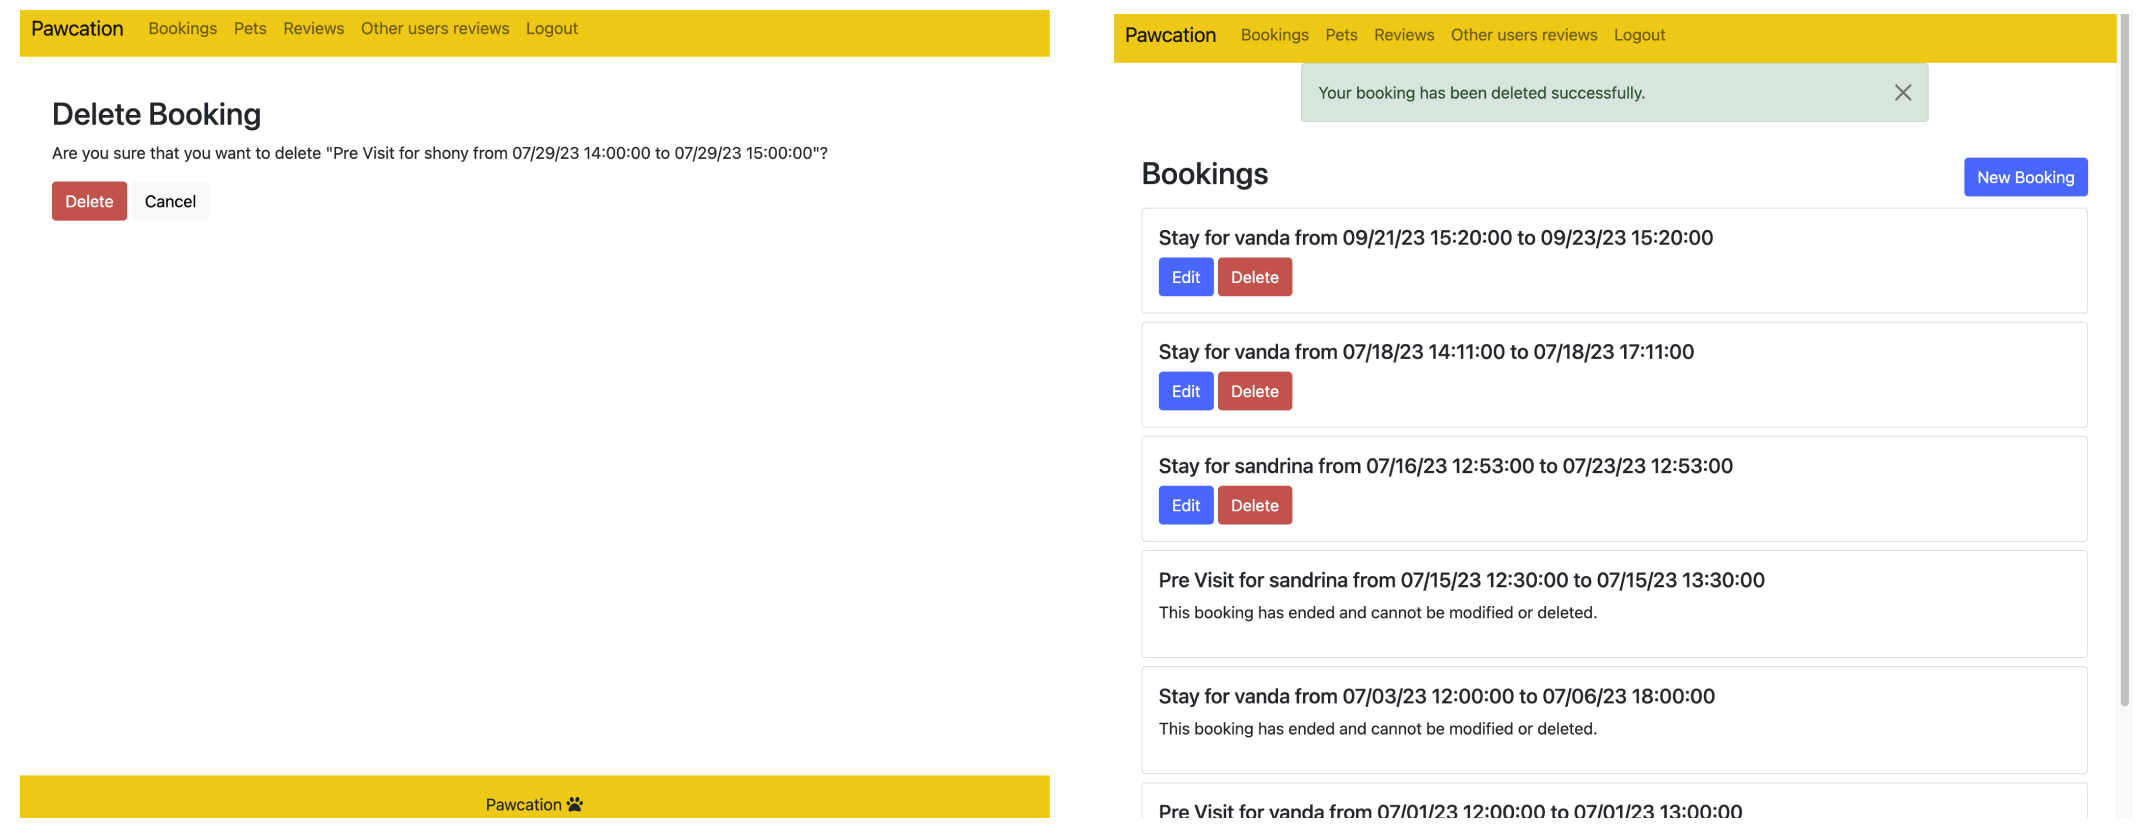 Pawcation Bookings Pets Reviews Other users reviews Logout
Delete Booking
Are you sure that you want to delete "Pre Visit for shony from 07/29/23 14:00:00 to 07/29/23 15:00:00"?
Delete Cancel
Pawcation
Pawcation Bookings Pets Reviews Other users reviews Logout
Your booking has been deleted successfully.
Bookings
New Booking
Stay for vanda from 09/21/23 15:20:00 to 09/23/23 15:20:00
Edit Delete
Stay for vanda from 07/18/23 14:11:00 to 07/18/23 17:11:00
Edit Delete
Stay for sandrina from 07/16/23 12:53:00 to 07/23/23 12:53:00
Edit Delete
Pre Visit for sandrina from 07/15/23 12:30:00 to 07/15/23 13:30:00
This booking has ended and cannot be modified or deleted.
Stay for vanda from 07/03/23 12:00:00 to 07/06/23 18:00:00
This booking has ended and cannot be modified or deleted.
Pre Visit for vanda from 07/01/23 12:00:00 to 07/01/23 13:00:00